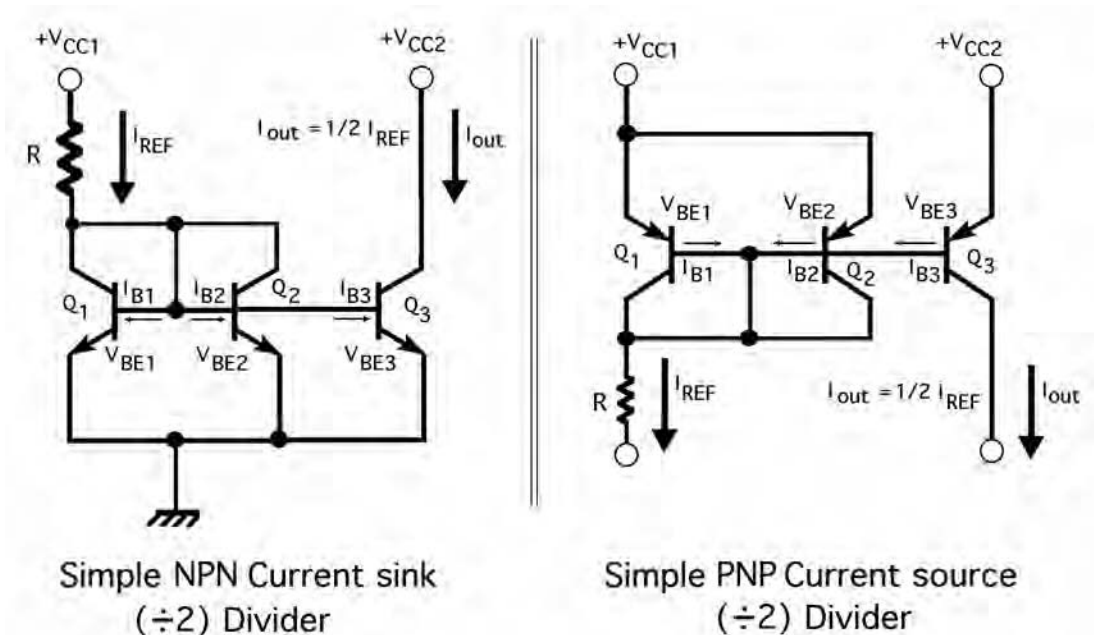 +VCC1
+VCC2
R
IREF
Iout = 1/2 IREF
Iout
Q1
IB1
IB2
Q2
IB3
Q3
VBE1
VBE2
VBE3
Simple NPN Current sink
(÷2) Divider
+VCC1
+VCC2
VBE1
VBE2
VBE3
Q1
IB1
IB2
Q2
IB3
Q3
R
IREF
Iout = 1/2 IREF
Iout
Simple PNP Current source
(÷2) Divider